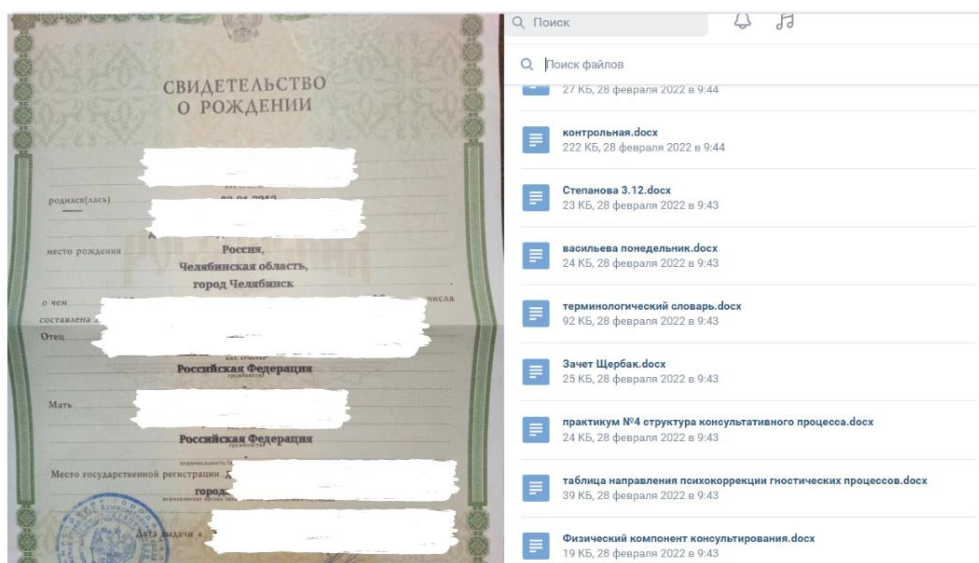 СВИДЕТЕЛЬСТВО
О РОЖДЕНИИ
родился(лась)
место рождения
Россия,
Челябинская область,
город Челябинск
о чем
числа
составлена
Отец
Российская Федерация
Мать
Российская Федерация
Место государственной регистрации
город
Дата выдачи «
Поиск
Поиск файлов
27 КБ, 28 февраля 2022 в 9:44
контрольная.docx
222 КБ, 28 февраля 2022 в 9:44
Степанова 3.12.docx
23 КБ, 28 февраля 2022 в 9:43
васильева понедельник.docx
24 КБ, 28 февраля 2022 в 9:43
терминологический словарь.docx
92 КБ, 28 февраля 2022 в 9:43
Зачет Щербак.docx
25 КБ, 28 февраля 2022 в 9:43
практикум №4 структура консультативного процесса.docx
24 КБ, 28 февраля 2022 в 9:43
таблица направления психокоррекции гностических процессов.docx
39 КБ, 28 февраля 2022 в 9:43
Физический компонент консультирования.docx
19 КБ, 28 февраля 2022 в 9:43